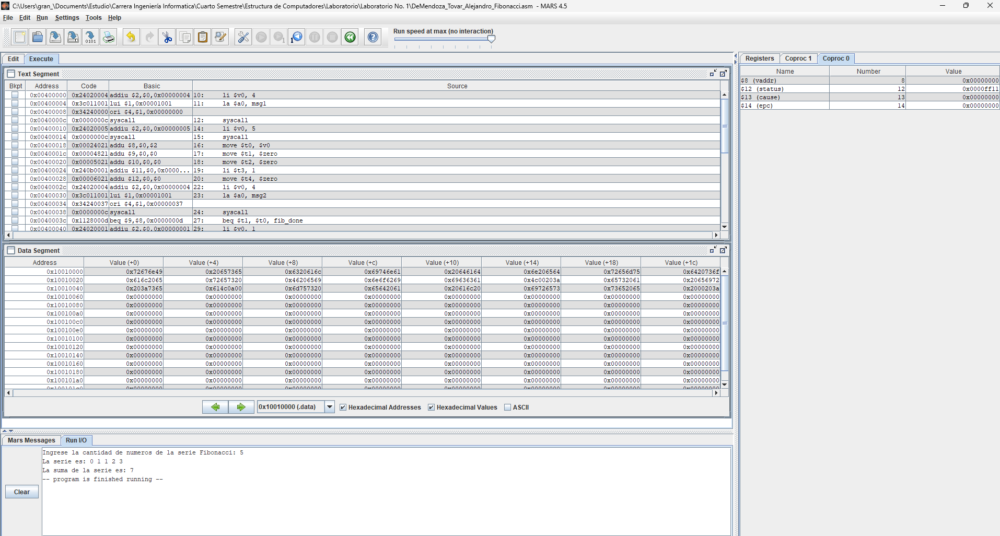 C:\Users\gran_\Documents\Estudio\Carrera Ingeniería Informatica\Cuarto Semestre\Estructura de Computadores\Laboratorio\Laboratorio No. 1\DeMendoza_Tovar_Alejandro_Fibonacci.asm - MARS 4.5
File Edit Run Settings Tools Help
Run speed at max (no interaction)
Edit Execute
Text Segment
Bkpt Address Code Basic Source
0x00400000 0x24020004 addiu $2,$0,0x00000004 10: li $v0, 4
0x00400004 0x3c011001 lui $1,0x00001001 11: la $a0, msg1
0x00400008 0x34240000 ori $4,$1,0x00000000
0x0040000c 0x0000000c syscall 12: syscall
0x00400010 0x24020005 addiu $2,$0,0x00000005 14: li $v0, 5
0x00400014 0x0000000c syscall 15: syscall
0x00400018 0x00024021 addu $8,$0,$2 16: move $t0, $v0
0x0040001c 0x00004821 addu $9,$0,$0 17: move $t1, $zero
0x00400020 0x00005021 addu $10,$0,$0 18: move $t2, $zero
0x00400024 0x240b0001 addiu $11,$0,0x0000... 19: li $t3, 1
0x00400028 0x00006021 addu $12,$0,$0 20: move $t4, $zero
0x0040002c 0x24020004 addiu $2,$0,0x00000004 22: li $v0, 4
0x00400030 0x3c011001 lui $1,0x00001001 23: la $a0, msg2
0x00400034 0x34240037 ori $4,$1,0x00000037
0x00400038 0x0000000c syscall 24: syscall
0x0040003c 0x1128000d beq $9,$8,0x0000000d 27: beq $t1, $t0, fib_done
0x00400040 0x24020001 addiu $2,$0,0x00000001 29: li $v0, 1
Data Segment
Address Value (+0) Value (+4) Value (+8) Value (+c) Value (+10) Value (+14) Value (+18) Value (+1c)
0x10010000 0x72676e49 0x20657365 0x6320616c 0x69746e61 0x20646164 0x6e206564 0x72656d75 0x6420736f
0x10010020 0x616c2065 0x72657320 0x46206569 0x6e6f6269 0x69636361 0x4c00203a 0x65732061 0x20656972
0x10010040 0x203a7365 0x614c0a00 0x6d757320 0x65642061 0x20616c20 0x69726573 0x73652065 0x2000203a
0x10010060 0x00000000 0x00000000 0x00000000 0x00000000 0x00000000 0x00000000 0x00000000 0x00000000
0x10010080 0x00000000 0x00000000 0x00000000 0x00000000 0x00000000 0x00000000 0x00000000 0x00000000
0x100100a0 0x00000000 0x00000000 0x00000000 0x00000000 0x00000000 0x00000000 0x00000000 0x00000000
0x100100c0 0x00000000 0x00000000 0x00000000 0x00000000 0x00000000 0x00000000 0x00000000 0x00000000
0x100100e0 0x00000000 0x00000000 0x00000000 0x00000000 0x00000000 0x00000000 0x00000000 0x00000000
0x10010100 0x00000000 0x00000000 0x00000000 0x00000000 0x00000000 0x00000000 0x00000000 0x00000000
0x10010120 0x00000000 0x00000000 0x00000000 0x00000000 0x00000000 0x00000000 0x00000000 0x00000000
0x10010140 0x00000000 0x00000000 0x00000000 0x00000000 0x00000000 0x00000000 0x00000000 0x00000000
0x10010160 0x00000000 0x00000000 0x00000000 0x00000000 0x00000000 0x00000000 0x00000000 0x00000000
0x10010180 0x00000000 0x00000000 0x00000000 0x00000000 0x00000000 0x00000000 0x00000000 0x00000000
0x100101a0 0x00000000 0x00000000 0x00000000 0x00000000 0x00000000 0x00000000 0x00000000 0x00000000
0x100101c0 0x00000000 0x00000000 0x00000000 0x00000000 0x00000000 0x00000000 0x00000000 0x00000000
0x10010000 (.data) Hexadecimal Addresses Hexadecimal Values ASCII
Mars Messages Run I/O
Ingrese la cantidad de numeros de la serie Fibonacci: 5
La serie es: 0 1 1 2 3
La suma de la serie es: 7
-- program is finished running --
Clear
Registers Coproc 1 Coproc 0
Name Number Value
$8 (vaddr) 8 0x00000000
$12 (status) 12 0x0000ff11
$13 (cause) 13 0x00000000
$14 (epc) 14 0x00000000